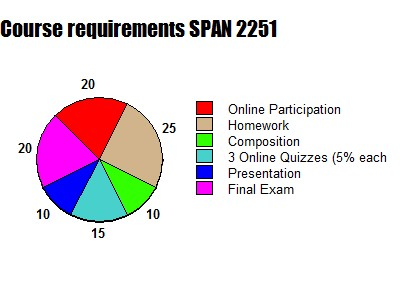 Course requirements SPAN 2251
20
25
20
10
15
10
Online Participation
Homework
Composition
3 Online Quizzes (5% each
Presentation
Final Exam